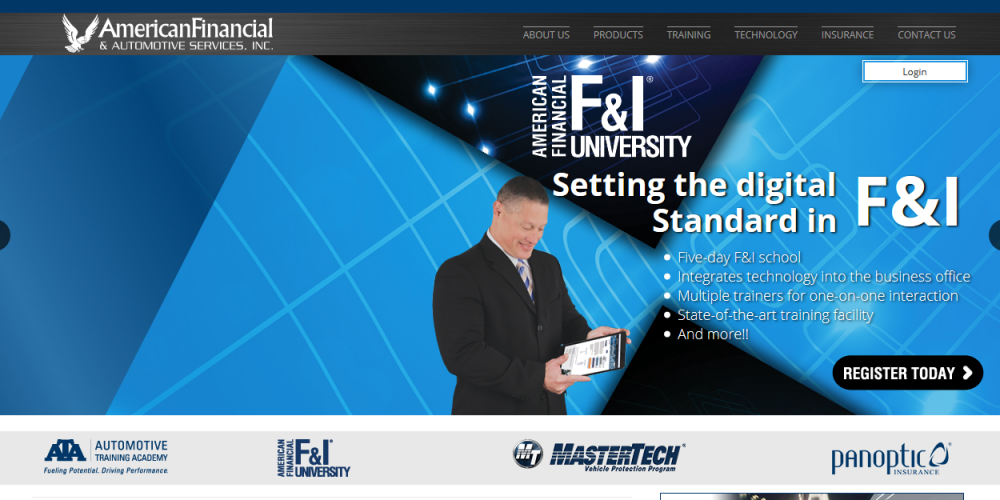 AmericanFinancial
& AUTOMOTIVE SERVICES, INC.
ABOUT US PRODUCTS TRAINING TECHNOLOGY INSURANCE CONTACT US
Login
AMERICAN
FINANCIAL
F&I®
UNIVERSITY
Setting the digital
Standard in
F&I
• Five-day F&I school
• Integrates technology into the business office
• Multiple trainers for one-on-one interaction
• State-of-the-art training facility
• And more!!
REGISTER TODAY
ATA
AUTOMOTIVE
TRAINING ACADEMY
Fueling Potential. Driving Performance.
AMERICAN
FINANCIAL
F&I
UNIVERSITY
MT
MASTERTECH®
Vehicle Protection Program
panoptic
INSURANCE